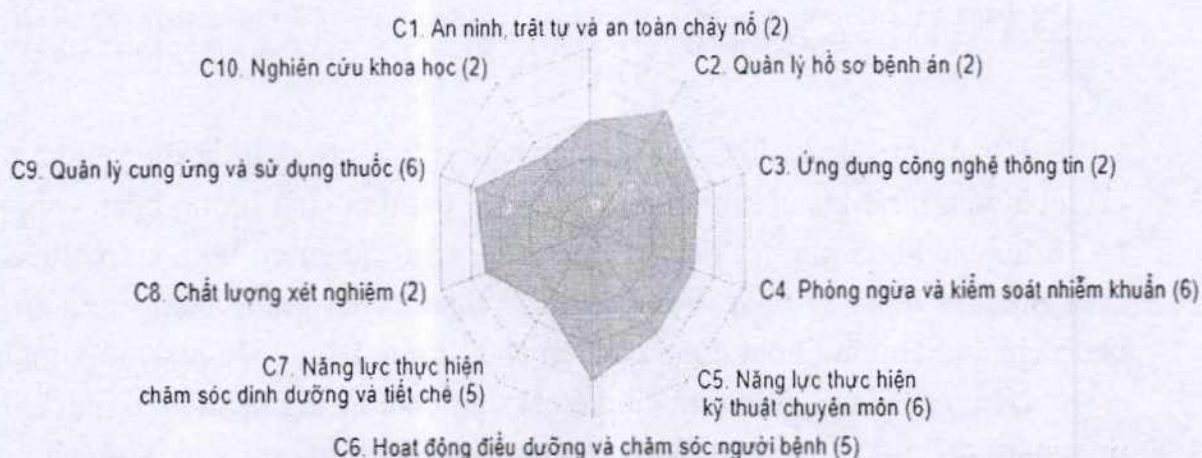 C1. An ninh, trật tự và an toàn cháy nổ (2)
C10. Nghiên cứu khoa học (2)
C2. Quản lý hồ sơ bệnh án (2)
C9. Quản lý cung ứng và sử dụng thuốc (6)
C3. Ứng dụng công nghệ thông tin (2)
C8. Chất lượng xét nghiệm (2)
C4. Phòng ngừa và kiểm soát nhiễm khuẩn (6)
C7. Năng lực thực hiện
chăm sóc dinh dưỡng và tiết chế (5)
C5. Năng lực thực hiện
kỹ thuật chuyên môn (6)
C6. Hoạt động điều dưỡng và chăm sóc người bệnh (5)